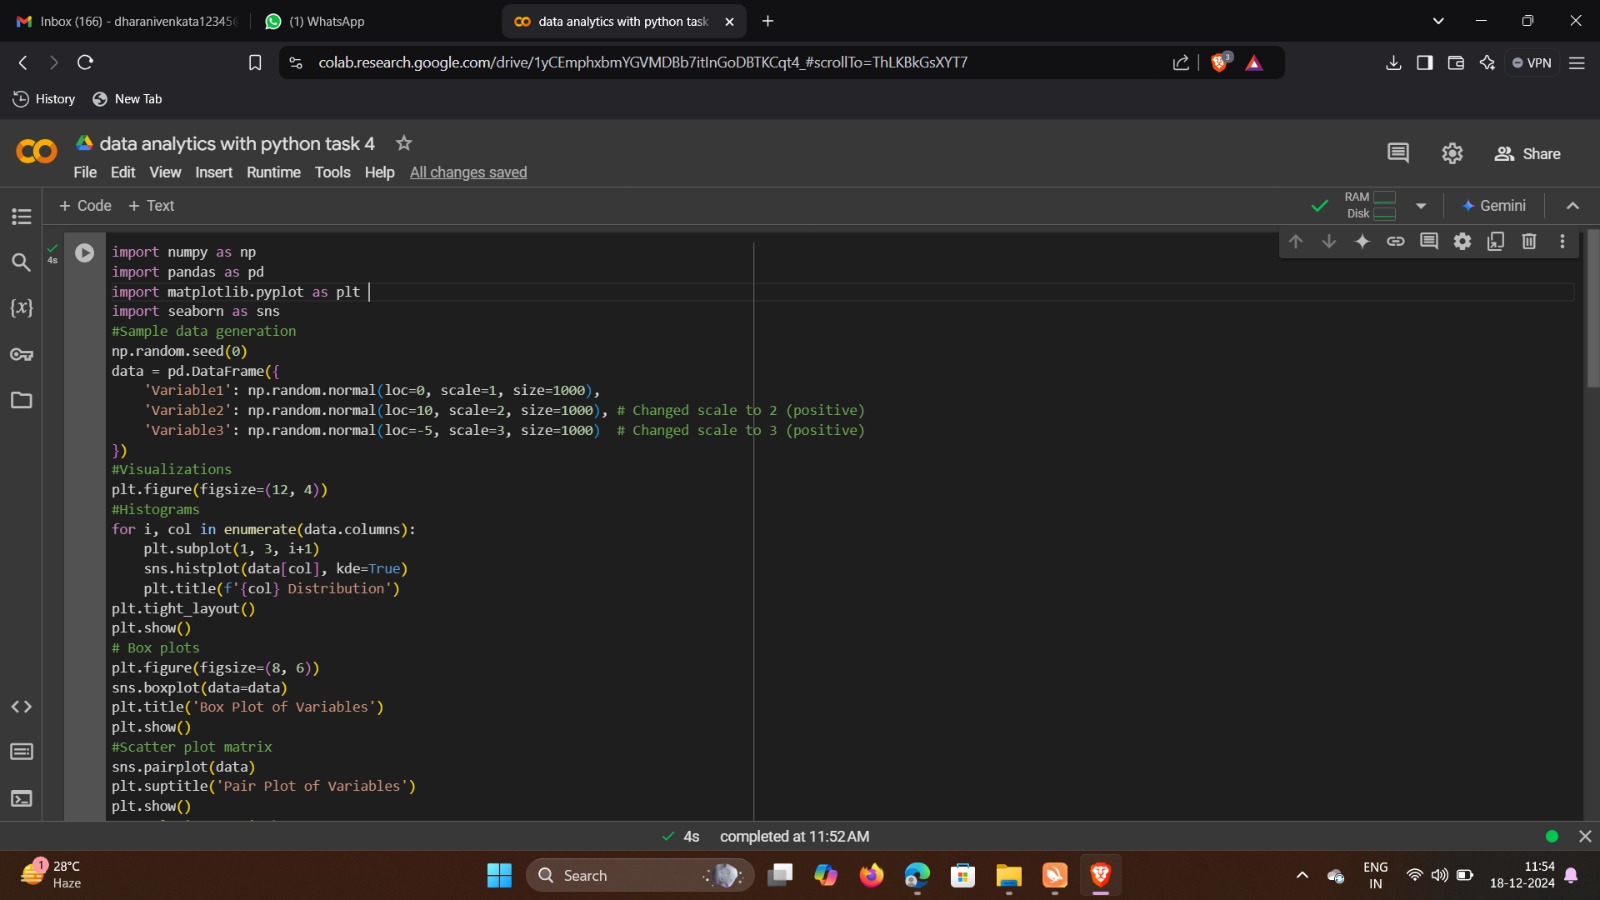 Inbox (166) - dharanivenkata12345
(1) WhatsApp
data analytics with python task
colab.research.google.com/drive/1yCEmphxbmYGVMDBb7itInGoDBTKCqt4_#scrollTo=ThLKBkGsXYT7
3
VPN
History
New Tab
data analytics with python task 4
Share
File Edit View Insert Runtime Tools Help All changes saved
+ Code + Text
RAM
Disk
Gemini
4s
import numpy as np
import pandas as pd
import matplotlib.pyplot as plt
import seaborn as sns
#Sample data generation
np.random.seed(0)
data = pd.DataFrame({
    'Variable1': np.random.normal(loc=0, scale=1, size=1000),
    'Variable2': np.random.normal(loc=10, scale=2, size=1000), # Changed scale to 2 (positive)
    'Variable3': np.random.normal(loc=-5, scale=3, size=1000)  # Changed scale to 3 (positive)
})
#Visualizations
plt.figure(figsize=(12, 4))
#Histograms
for i, col in enumerate(data.columns):
    plt.subplot(1, 3, i+1)
    sns.histplot(data[col], kde=True)
    plt.title(f'{col} Distribution')
plt.tight_layout()
plt.show()
# Box plots
plt.figure(figsize=(8, 6))
sns.boxplot(data=data)
plt.title('Box Plot of Variables')
plt.show()
#Scatter plot matrix
sns.pairplot(data)
plt.suptitle('Pair Plot of Variables')
plt.show()
4s completed at 11:52 AM
1
28°C
Haze
Search
ENG
IN
11:54
18-12-2024